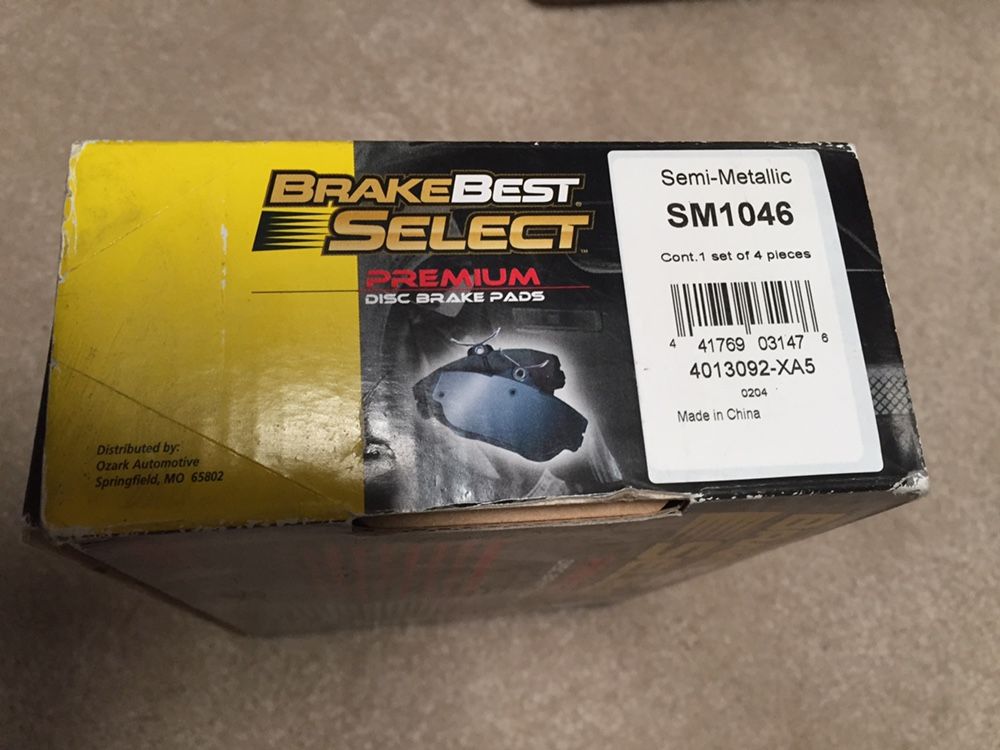 BRAKEBEST®
SELECT™
PREMIUM
DISC BRAKE PADS
Distributed by:
Ozark Automotive
Springfield, MO 65802
Semi-Metallic
SM1046
Cont.1 set of 4 pieces
4 41769 03147 6
4013092-XA5
0204
Made in China